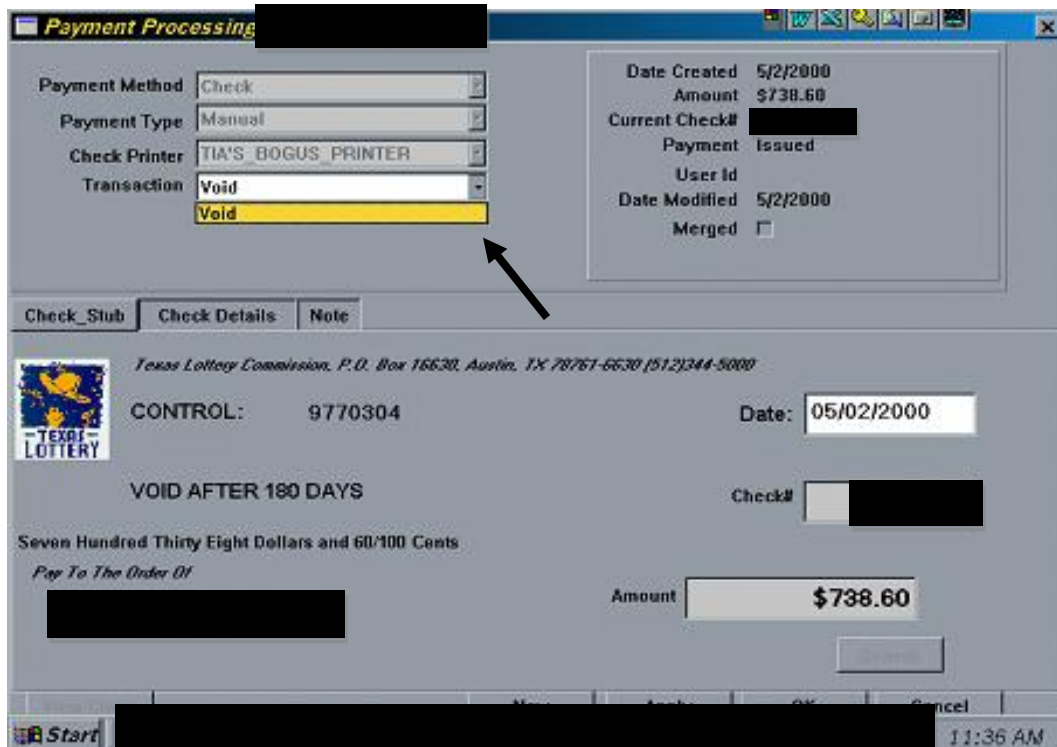 Payment Processing
Payment Method Check
Payment Type Manual
Check Printer TIA'S_BOGUS_PRINTER
Transaction Void
Void
Date Created 5/2/2000
Amount $738.60
Current Check#
Payment Issued
User Id
Date Modified 5/2/2000
Merged
Check_Stub Check Details Note
Texas Lottery Commission, P.O. Box 16630, Austin, TX 78761-6630 (512)344-5000
TEXAS
LOTTERY
CONTROL: 9770304
Date: 05/02/2000
VOID AFTER 180 DAYS
Check#
Seven Hundred Thirty Eight Dollars and 60/100 Cents
Pay To The Order Of
Amount $738.60
Cancel
Start 11:36 AM